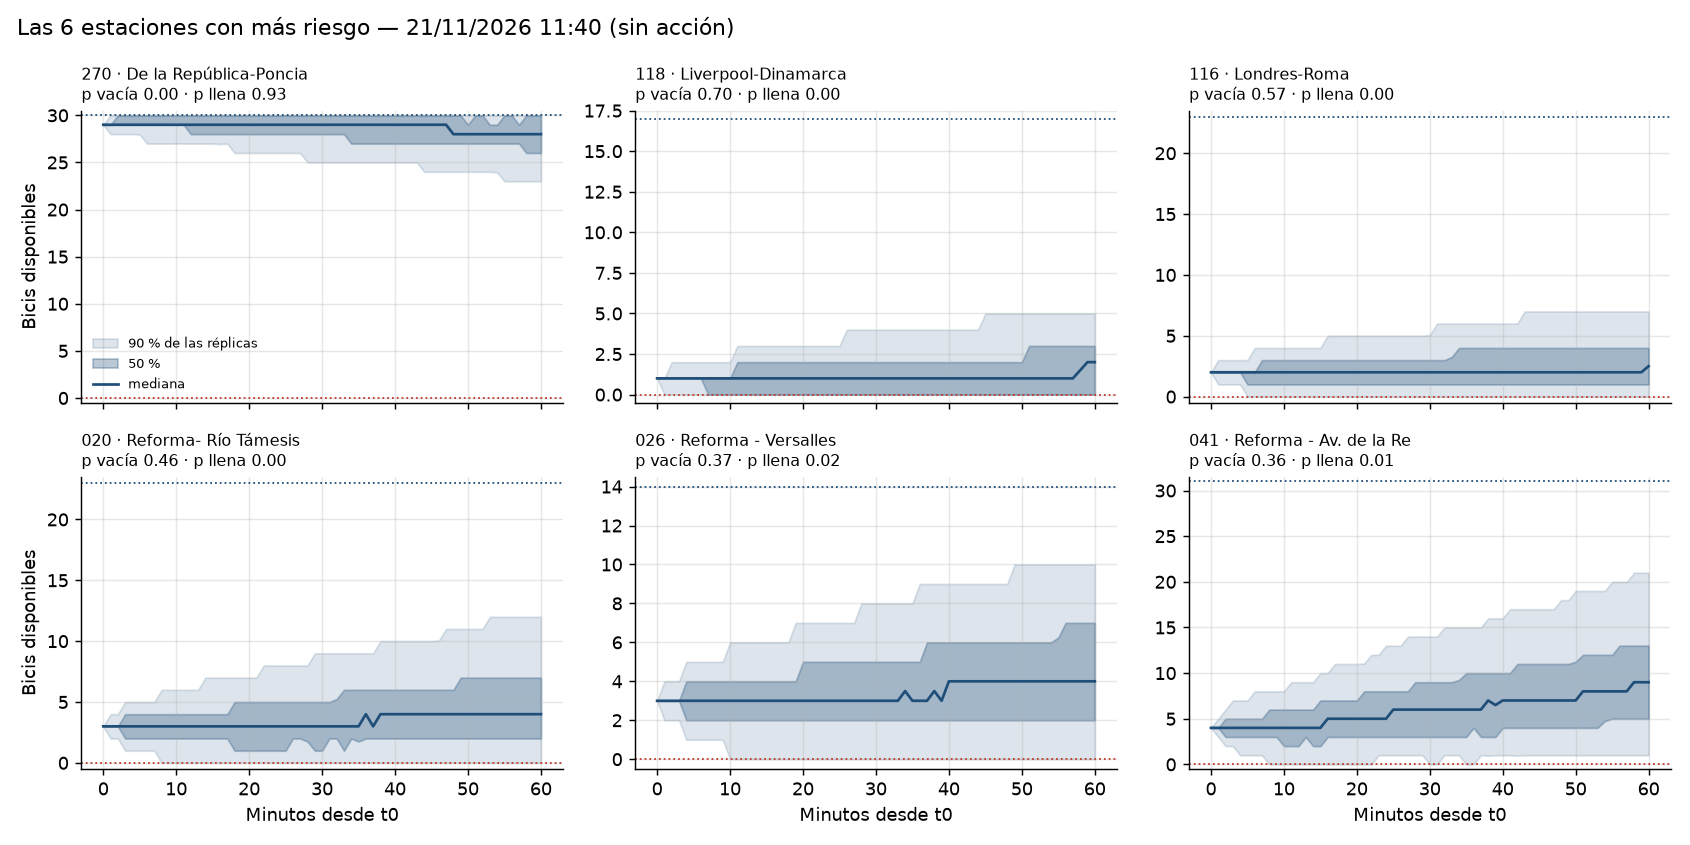 Las 6 estaciones con más riesgo — 21/11/2026 11:40 (sin acción)
270 · De la República-Poncia
p vacía 0.00 · p llena 0.93
30
25
20
15
10
5
0
Bicis disponibles
90 % de las réplicas
50 %
mediana
118 · Liverpool-Dinamarca
p vacía 0.70 · p llena 0.00
17.5
15.0
12.5
10.0
7.5
5.0
2.5
0.0
116 · Londres-Roma
p vacía 0.57 · p llena 0.00
20
15
10
5
0
020 · Reforma- Río Támesis
p vacía 0.46 · p llena 0.00
20
15
10
5
0
Bicis disponibles
0 10 20 30 40 50 60
Minutos desde t0
026 · Reforma - Versalles
p vacía 0.37 · p llena 0.02
14
12
10
8
6
4
2
0
0 10 20 30 40 50 60
Minutos desde t0
041 · Reforma - Av. de la Re
p vacía 0.36 · p llena 0.01
30
25
20
15
10
5
0
0 10 20 30 40 50 60
Minutos desde t0